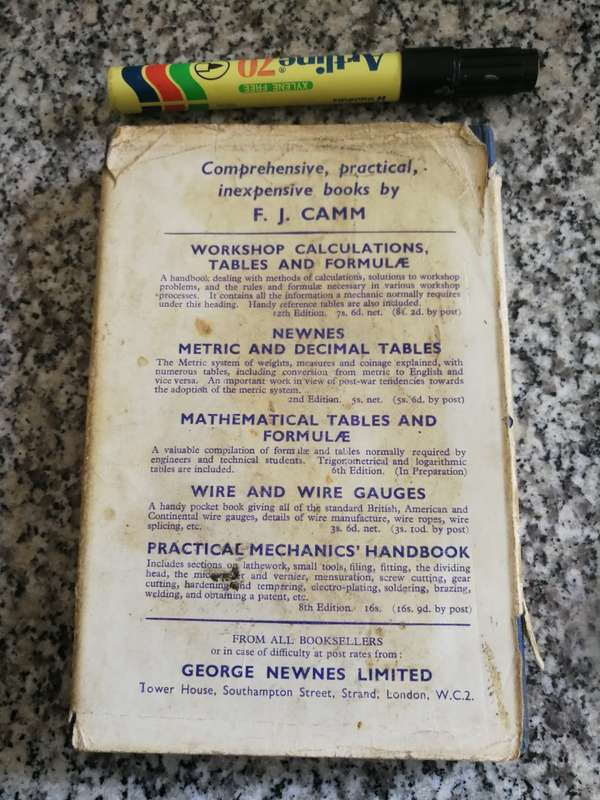 Artline 70
XYLENE FREE
Comprehensive, practical,
inexpensive books by
F. J. CAMM
WORKSHOP CALCULATIONS,
TABLES AND FORMULÆ
A handbook dealing with methods of calculations, solutions to workshop
problems, and the rules and formulæ necessary in various workshop
processes. It contains all the information a mechanic normally requires
under this heading. Handy reference tables are also included.
12th Edition. 7s. 6d. net. (8s. 2d. by post)
NEWNES
METRIC AND DECIMAL TABLES
The Metric system of weights, measures and coinage explained, with
numerous tables, including conversion from metric to English and
vice versa. An important work in view of post-war tendencies towards
the adoption of the metric system.
2nd Edition. 5s. net. (5s. 6d. by post)
MATHEMATICAL TABLES AND
FORMULÆ
A valuable compilation of formulæ and tables normally required by
engineers and technical students. Trigonometrical and logarithmic
tables are included. 6th Edition. (In Preparation)
WIRE AND WIRE GAUGES
A handy pocket book giving all of the standard British, American and
Continental wire gauges, details of wire manufacture, wire ropes, wire
splicing, etc. 3s. 6d. net. (3s. 10d. by post)
PRACTICAL MECHANICS' HANDBOOK
Includes sections on lathework, small tools, filing, fitting, the dividing
head, the micrometer and vernier, mensuration, screw cutting, gear
cutting, hardening and tempering, electro-plating, soldering, brazing,
welding, and obtaining a patent, etc.
8th Edition. 16s. (16s. 9d. by post)
FROM ALL BOOKSELLERS
or in case of difficulty at post rates from:
GEORGE NEWNES LIMITED
Tower House, Southampton Street, Strand, London, W.C.2.